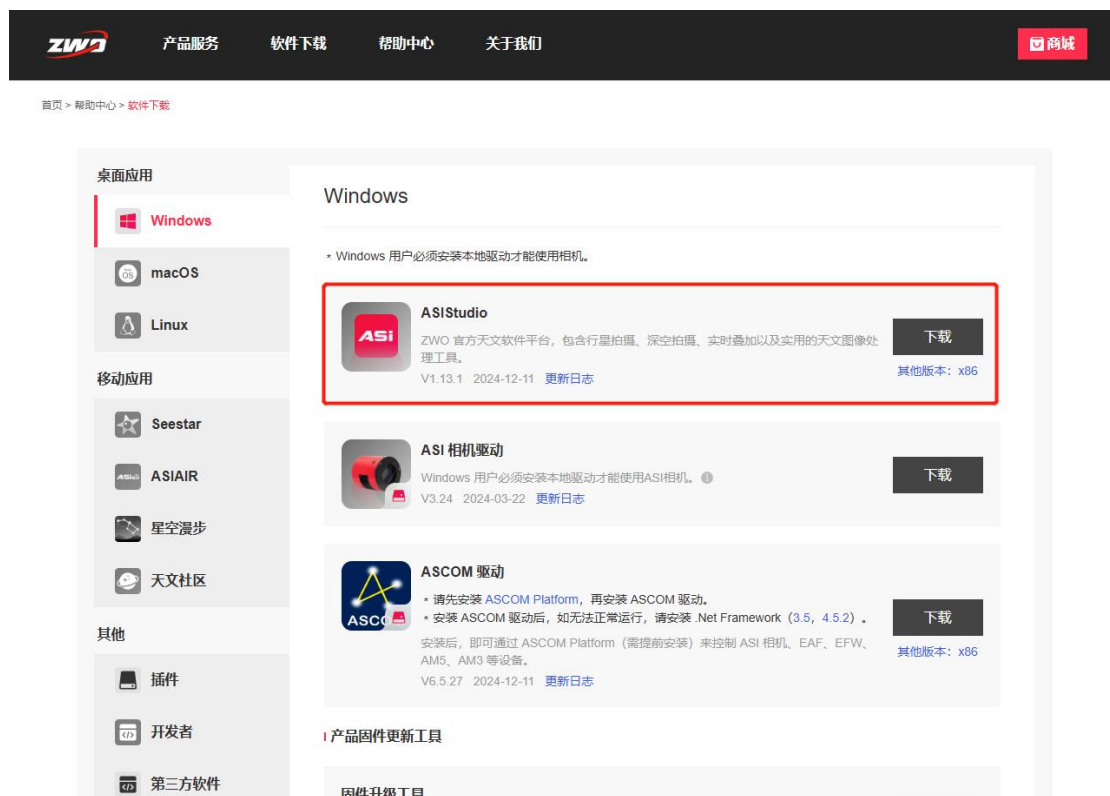 ZWO
产品服务
软件下载
帮助中心
关于我们
商城
首页 > 帮助中心 > 软件下载
桌面应用
Windows
macOS
Linux
移动应用
Seestar
ASIAIR
星空漫步
天文社区
其他
插件
开发者
第三方软件
Windows
* Windows 用户必须安装本地驱动才能使用相机。
ASi
ASIStudio
ZWO 官方天文软件平台，包含行星拍摄、深空拍摄、实时叠加以及实用的天文图像处
理工具。
V1.13.1 2024-12-11 更新日志
下载
其他版本：x86
ASI 相机驱动
Windows 用户必须安装本地驱动才能使用ASI相机。
V3.24 2024-03-22 更新日志
下载
ASCOM 驱动
* 请先安装 ASCOM Platform，再安装 ASCOM 驱动。
* 安装 ASCOM 驱动后，如无法正常运行，请安装 .Net Framework（3.5，4.5.2）。
安装后，即可通过 ASCOM Platform（需提前安装）来控制 ASI 相机、EAF、EFW、
AM5、AM3 等设备。
V6.5.27 2024-12-11 更新日志
下载
其他版本：x86
产品固件更新工具
固件升级工具